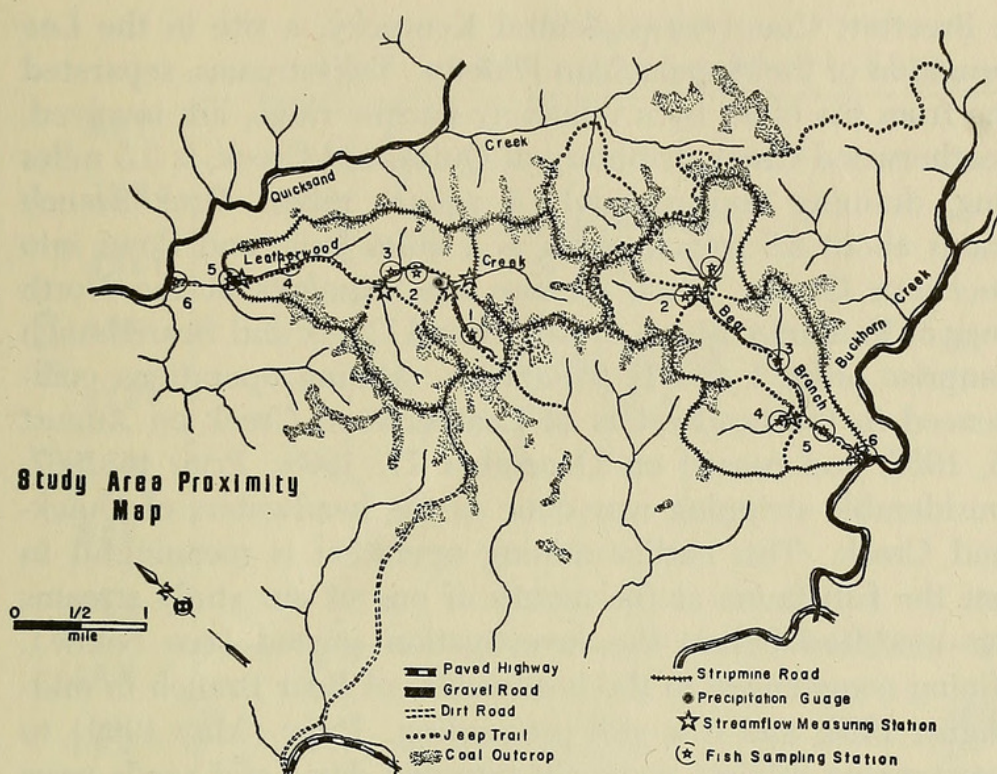 Creek
Quicksand
Leatherwood
Creek
5
4
3
2
1
6
1
2
Bear
3
Branch
4
5
6
Buckhorn
Creek
Study Area Proximity
Map
0 1/2 1
mile
Paved Highway
Gravel Road
Dirt Road
Jeep Trail
Coal Outcrop
Stripmine Road
Precipitation Guage
Streamflow Measuring Station
Fish Sampling Station